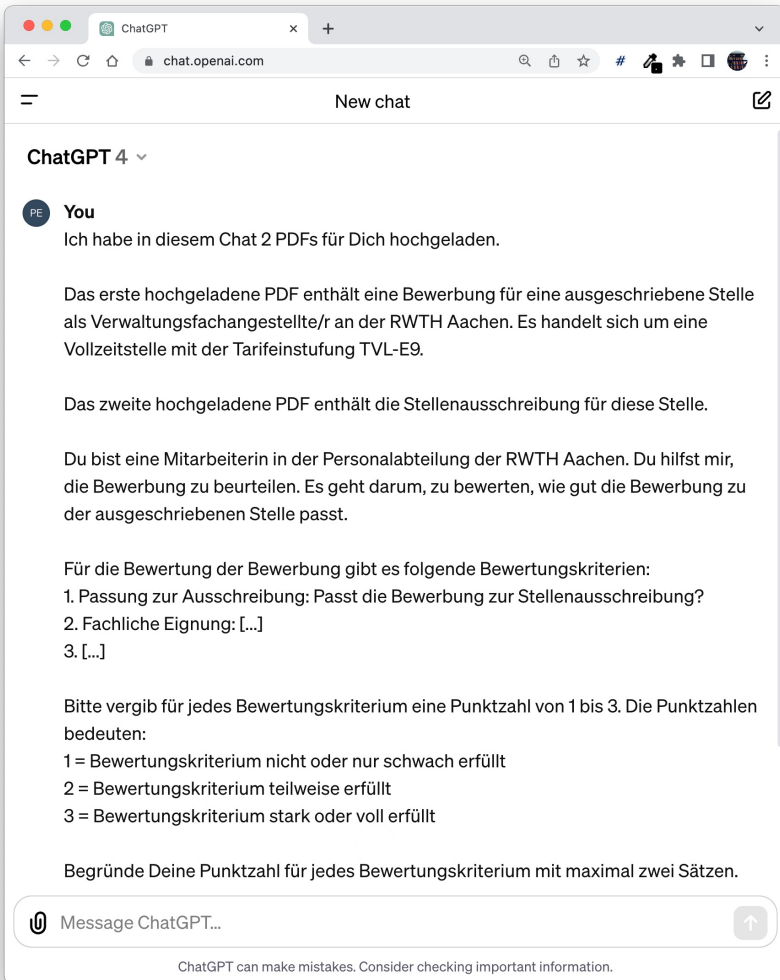 ChatGPT
chat.openai.com
New chat
ChatGPT 4
PE
You
Ich habe in diesem Chat 2 PDFs für Dich hochgeladen.
Das erste hochgeladene PDF enthält eine Bewerbung für eine ausgeschriebene Stelle
als Verwaltungsfachangestellte/r an der RWTH Aachen. Es handelt sich um eine
Vollzeitstelle mit der Tarifeinstufung TVL-E9.
Das zweite hochgeladene PDF enthält die Stellenausschreibung für diese Stelle.
Du bist eine Mitarbeiterin in der Personalabteilung der RWTH Aachen. Du hilfst mir,
die Bewerbung zu beurteilen. Es geht darum, zu bewerten, wie gut die Bewerbung zu
der ausgeschriebenen Stelle passt.
Für die Bewertung der Bewerbung gibt es folgende Bewertungskriterien:
1. Passung zur Ausschreibung: Passt die Bewerbung zur Stellenausschreibung?
2. Fachliche Eignung: [...]
3. [...]
Bitte vergib für jedes Bewertungskriterium eine Punktzahl von 1 bis 3. Die Punktzahlen
bedeuten:
1 = Bewertungskriterium nicht oder nur schwach erfüllt
2 = Bewertungskriterium teilweise erfüllt
3 = Bewertungskriterium stark oder voll erfüllt
Begründe Deine Punktzahl für jedes Bewertungskriterium mit maximal zwei Sätzen.
Message ChatGPT...
ChatGPT can make mistakes. Consider checking important information.